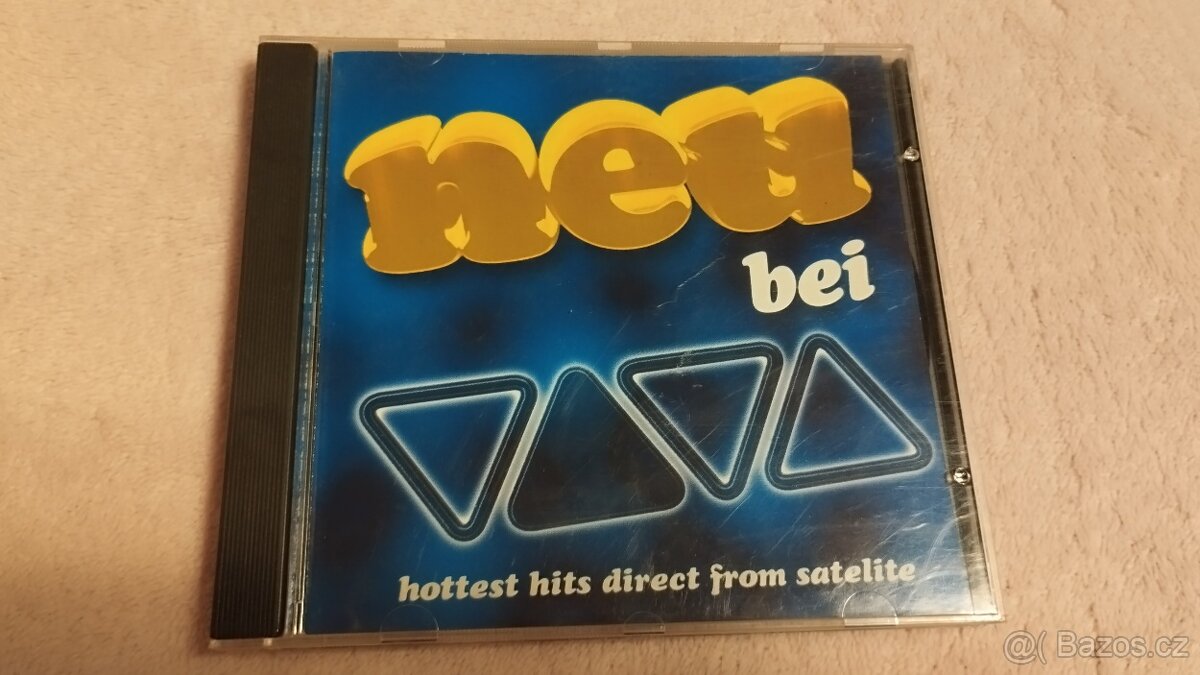 neu
bei
hottest hits direct from satelite
@( Bazos.cz